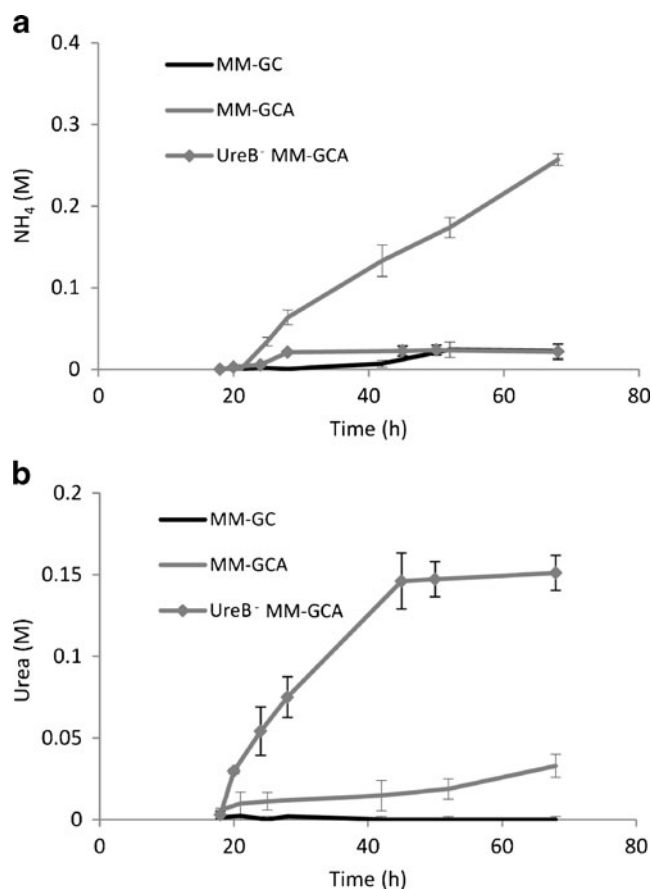 a
0.4
0.3
0.2
0.1
0
NH₄ (M)
MM-GC
MM-GCA
UreB⁻ MM-GCA
0 20 40 60 80
Time (h)
b
0.2
0.15
0.1
0.05
0
Urea (M)
MM-GC
MM-GCA
UreB⁻ MM-GCA
0 20 40 60 80
Time (h)